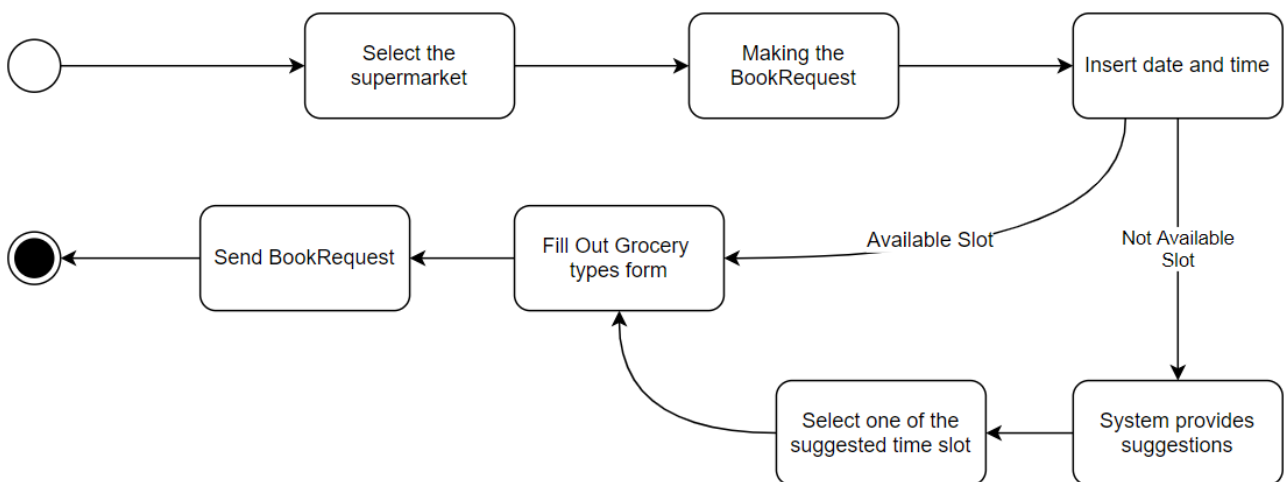 Select the
supermarket
Making the
BookRequest
Insert date and time
Available Slot
Not Available
Slot
Send BookRequest
Fill Out Grocery
types form
Select one of the
suggested time slot
System provides
suggestions